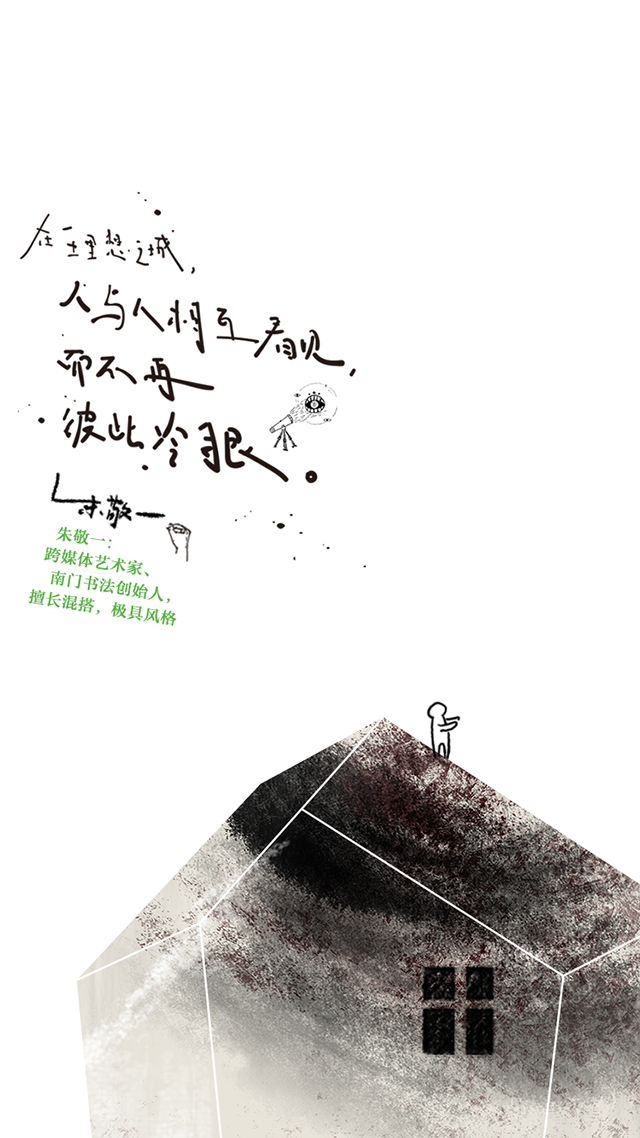 在理想之城，
人与人相互看见，
而不再
彼此冷眼。
朱敬一
朱敬一：
跨媒体艺术家、
南门书法创始人，
擅长混搭，极具风格